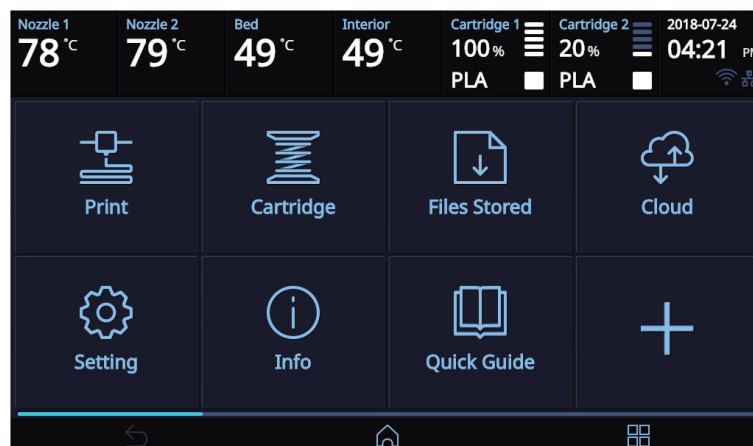 Nozzle 1
78 °C
Nozzle 2
79 °C
Bed
49 °C
Interior
49 °C
Cartridge 1
100 %
PLA
Cartridge 2
20 %
PLA
2018-07-24
04:21 PM
Print
Cartridge
Files Stored
Cloud
Setting
Info
Quick Guide